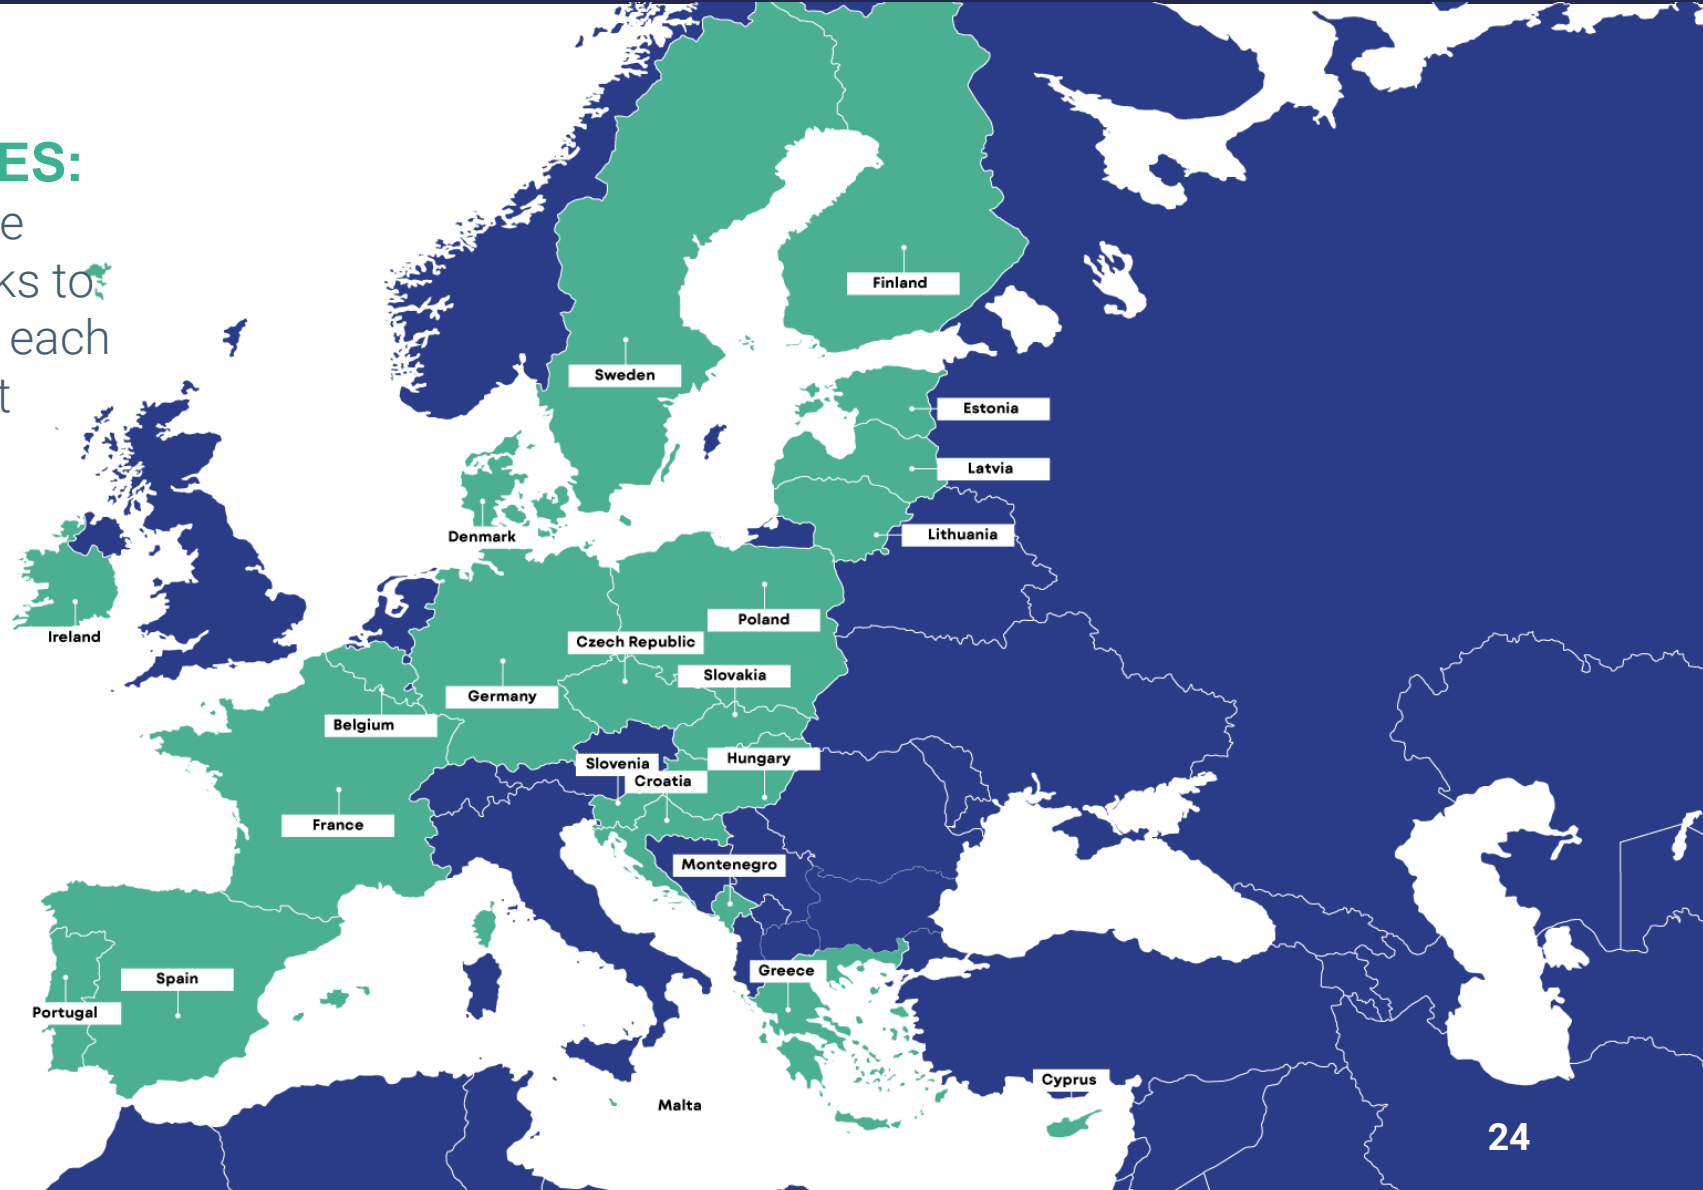 ES:
e
ks to
each
t
Finland
Sweden
Estonia
Latvia
Lithuania
Denmark
Ireland
Poland
Czech Republic
Slovakia
Germany
Belgium
Hungary
Slovenia
Croatia
France
Montenegro
Greece
Spain
Portugal
Cyprus
Malta
24